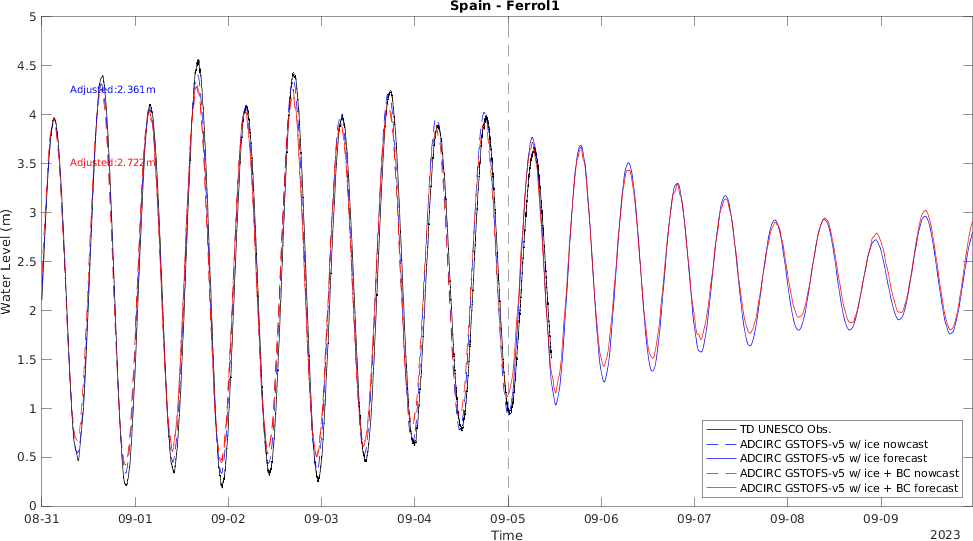 Spain - Ferrol1
5
4.5
4
3.5
3
2.5
2
1.5
1
0.5
0
Water Level (m)
Adjusted:2.361m
Adjusted:2.722m
TD UNESCO Obs.
ADCIRC GSTOFS-v5 w/ ice nowcast
ADCIRC GSTOFS-v5 w/ ice forecast
ADCIRC GSTOFS-v5 w/ ice + BC nowcast
ADCIRC GSTOFS-v5 w/ ice + BC forecast
08-31 09-01 09-02 09-03 09-04 09-05 09-06 09-07 09-08 09-09
Time
2023